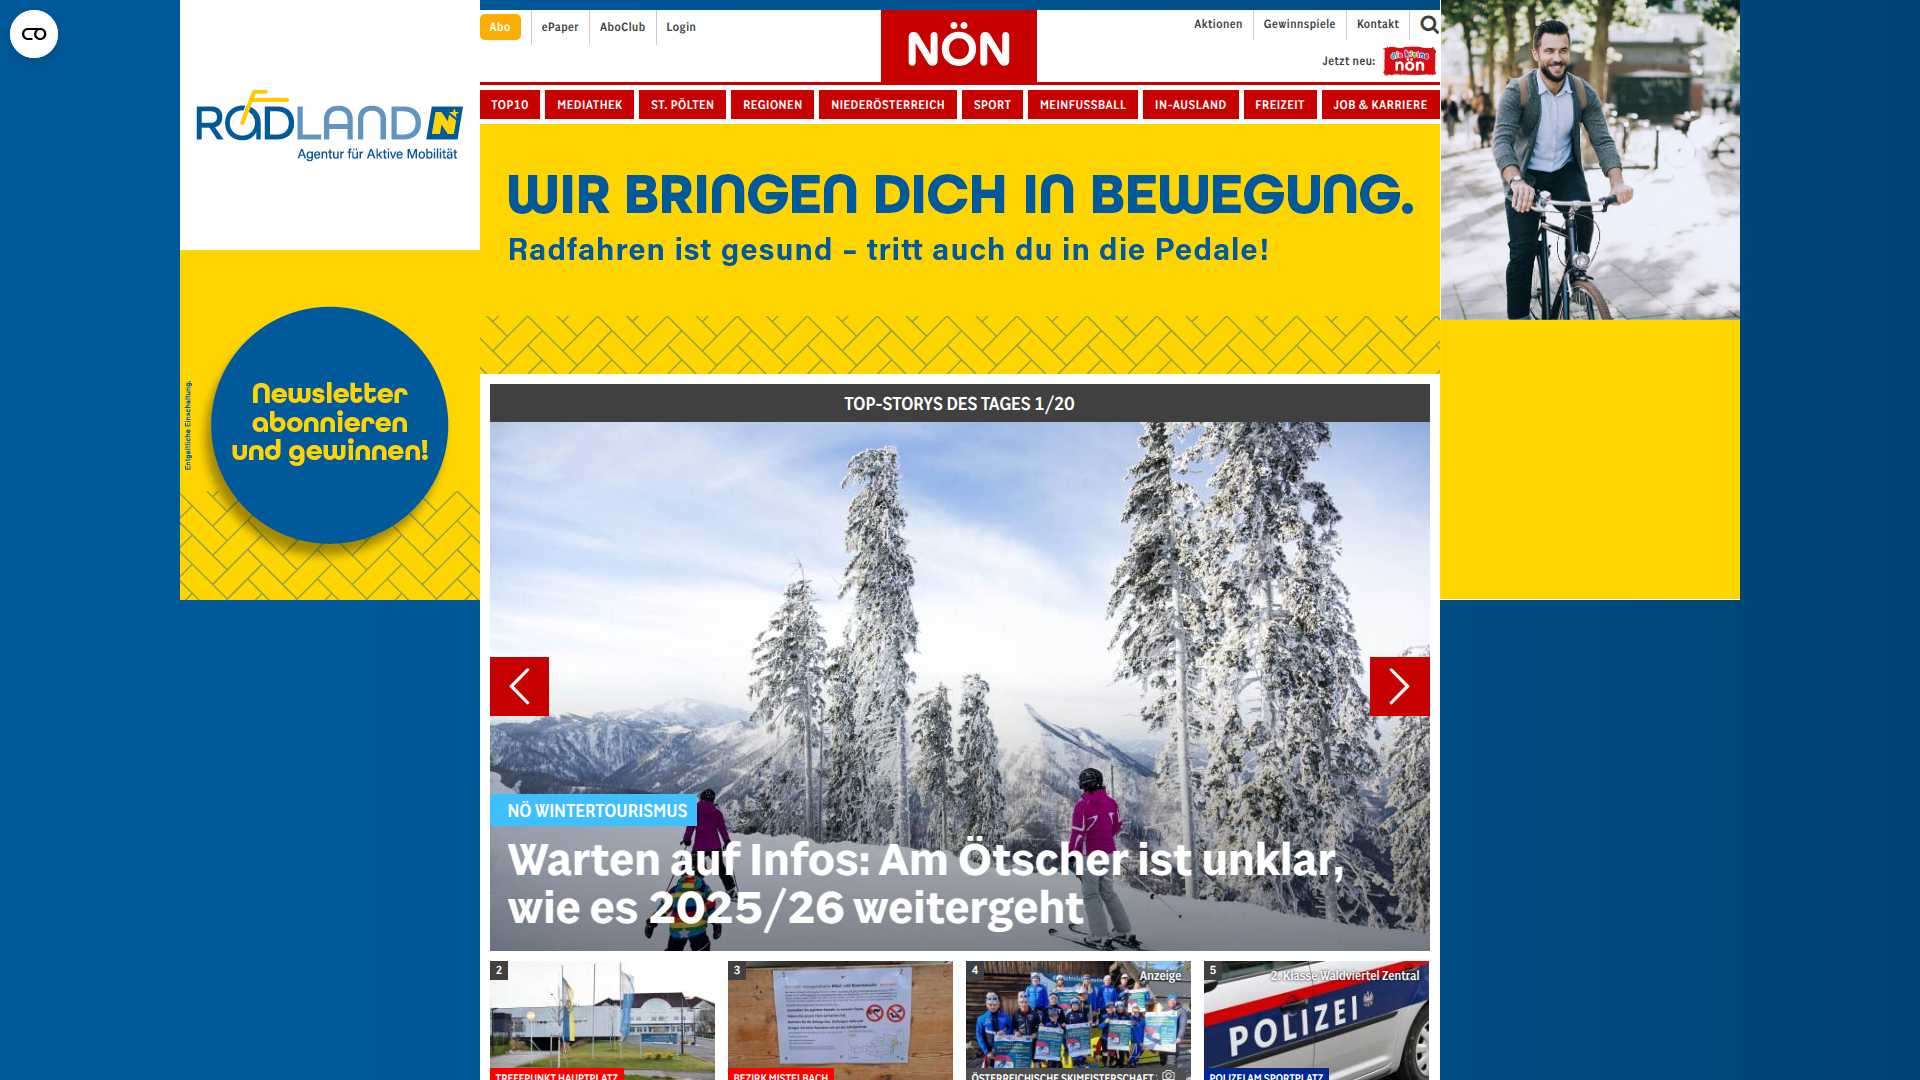 Abo
ePaper
AboClub
Login
NÖN
Aktionen
Gewinnspiele
Kontakt
Jetzt neu:
die kleine
nön
TOP10
MEDIATHEK
ST. PÖLTEN
REGIONEN
NIEDERÖSTERREICH
SPORT
MEINFUSSBALL
IN-AUSLAND
FREIZEIT
JOB & KARRIERE
RADLAND N
Agentur für Aktive Mobilität
WIR BRINGEN DICH IN BEWEGUNG.
Radfahren ist gesund – tritt auch du in die Pedale!
Newsletter
abonnieren
und gewinnen!
Entgeltliche Einschaltung.
TOP-STORYS DES TAGES 1/20
NÖ WINTERTOURISMUS
Warten auf Infos: Am Ötscher ist unklar,
wie es 2025/26 weitergeht
2
3
4
Anzeige
5
2. Klasse Waldviertel Zentral
POLIZEI
TREFFPUNKT HAUPTPLATZ
BEZIRK MISTELBACH
ÖSTERREICHISCHE SKIMEISTERSCHAFT
POLIZEI AM SPORTPLATZ